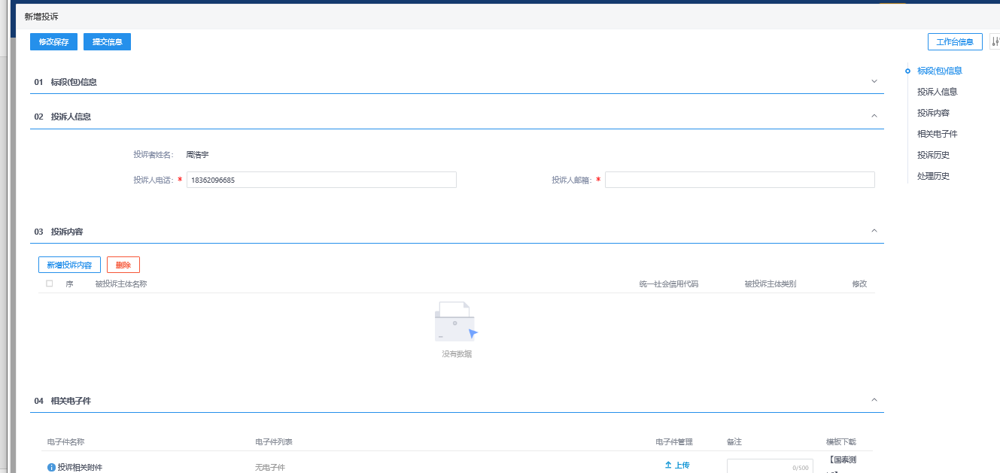 新增投诉
修改保存 提交信息 工作台信息
01 标段(包)信息
02 投诉人信息
投诉者姓名: 周浩宇
投诉人电话: * 18362096685 投诉人邮箱: *
03 投诉内容
新增投诉内容 删除
序 被投诉主体名称 统一社会信用代码 被投诉主体类别 修改
没有数据
04 相关电子件
电子件名称 电子件列表 电子件管理 备注 模板下载
投诉相关附件 无电子件 上传 0/500 【国泰测
标段(包)信息
投诉人信息
投诉内容
相关电子件
投诉历史
处理历史